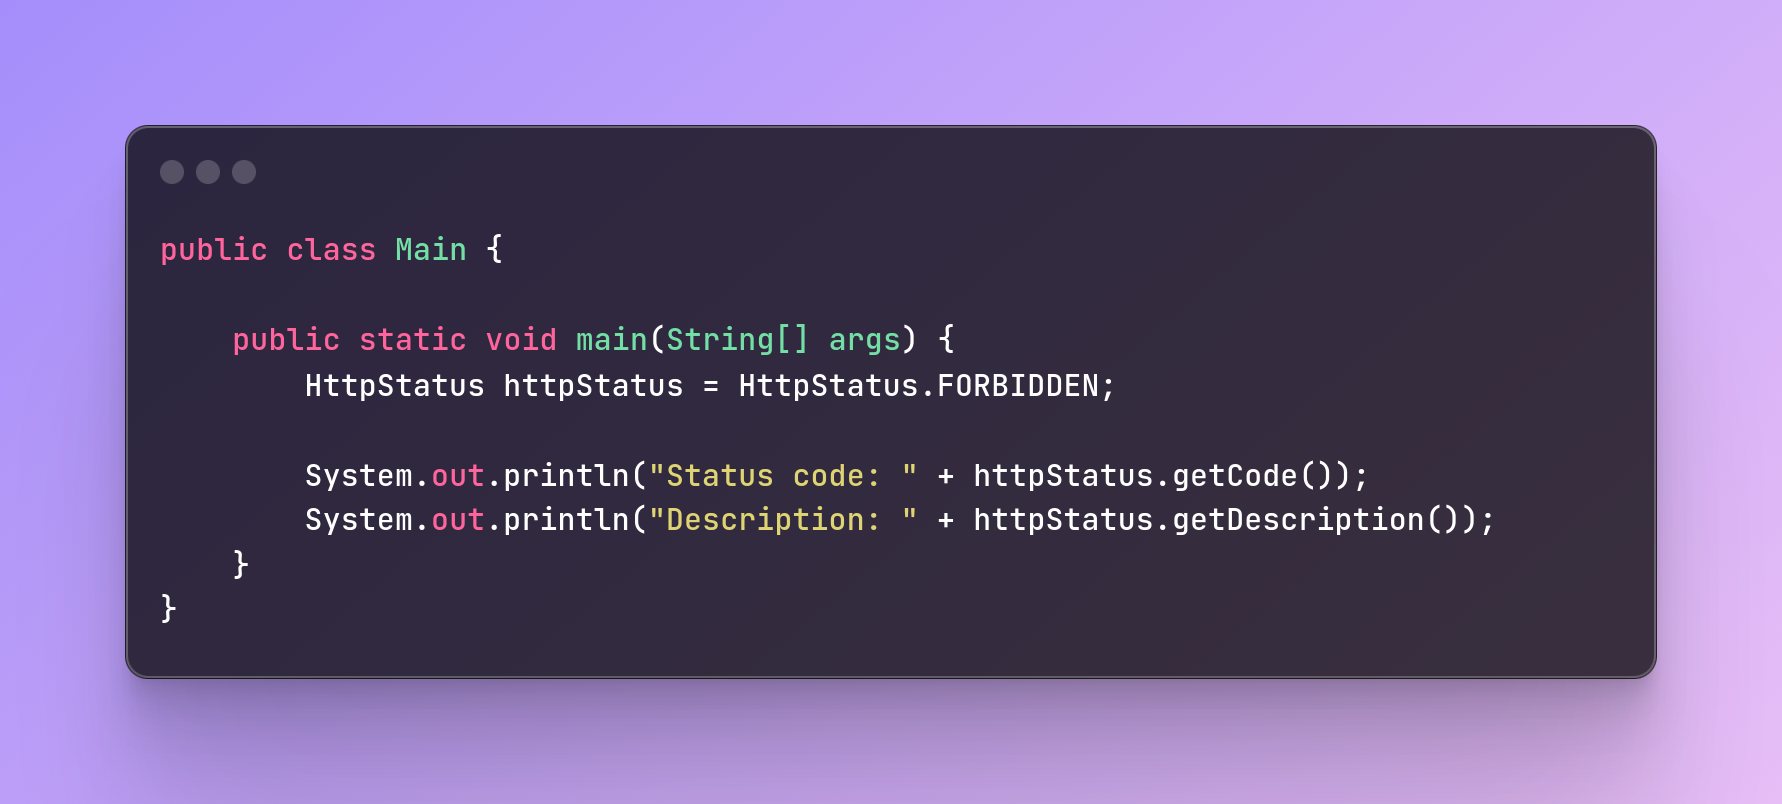 public class Main {
    public static void main(String[] args) {
        HttpStatus httpStatus = HttpStatus.FORBIDDEN;
        System.out.println("Status code: " + httpStatus.getCode());
        System.out.println("Description: " + httpStatus.getDescription());
    }
}